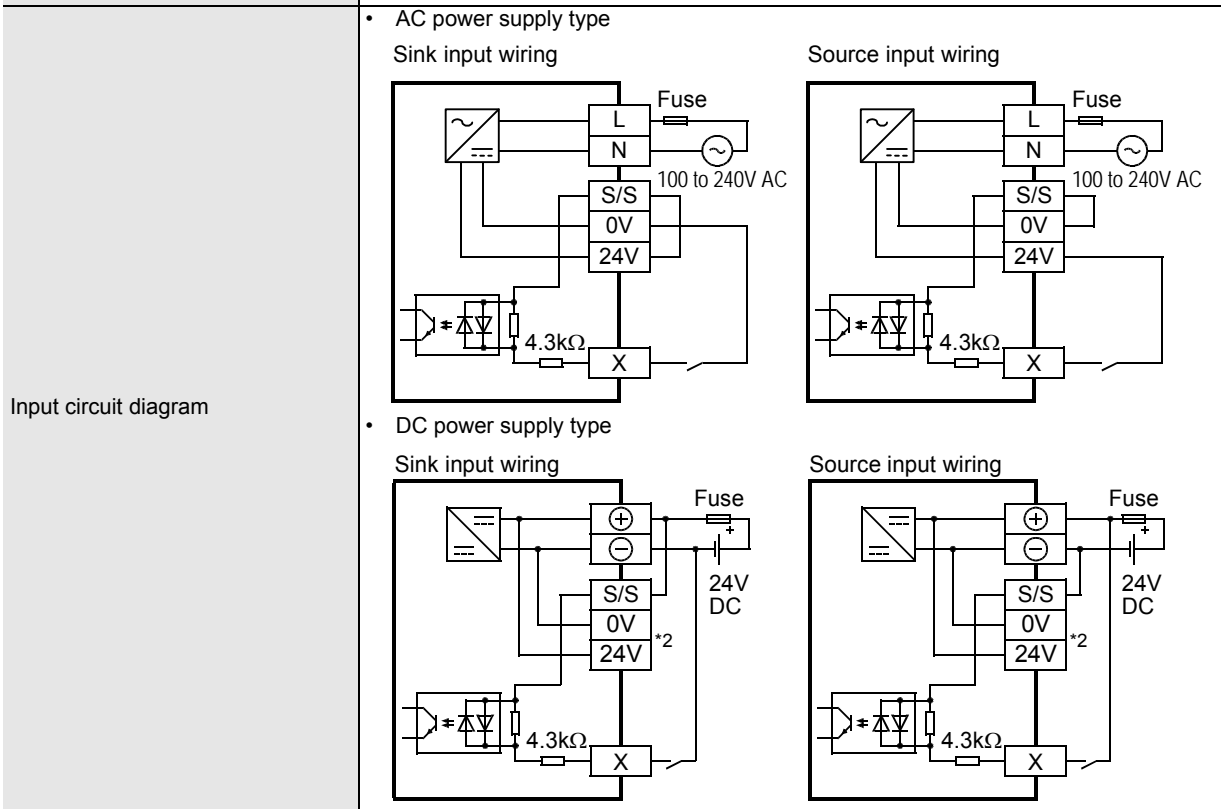 Input circuit diagram
• AC power supply type
Sink input wiring
Fuse
L
N
100 to 240V AC
S/S
0V
24V
4.3kΩ
X
Source input wiring
Fuse
L
N
100 to 240V AC
S/S
0V
24V
4.3kΩ
X
• DC power supply type
Sink input wiring
Fuse
+
24V
DC
S/S
0V
24V
*2
4.3kΩ
X
Source input wiring
Fuse
+
24V
DC
S/S
0V
24V
*2
4.3kΩ
X